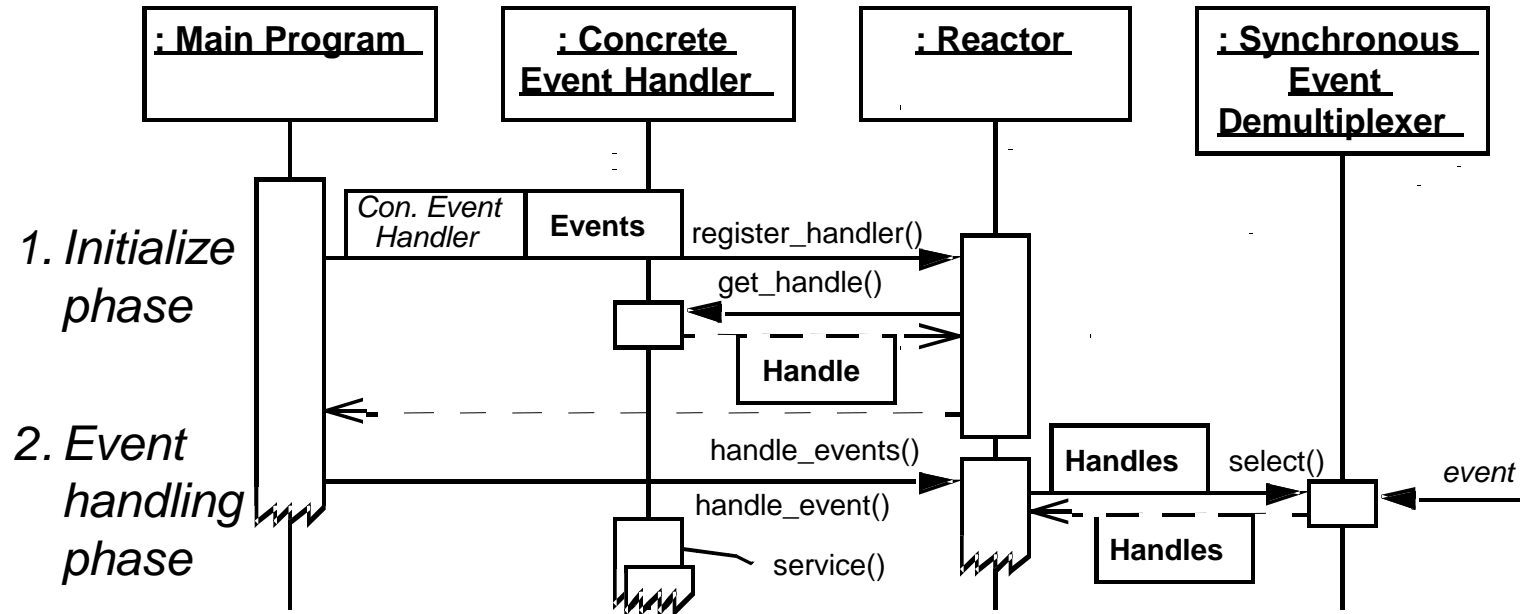 : Main Program
: Concrete
Event Handler
: Reactor
: Synchronous
Event
Demultiplexer
1. Initialize
phase
Con. Event
Handler
Events
register_handler()
get_handle()
Handle
2. Event
handling
phase
handle_events()
handle_event()
service()
Handles
select()
event
Handles